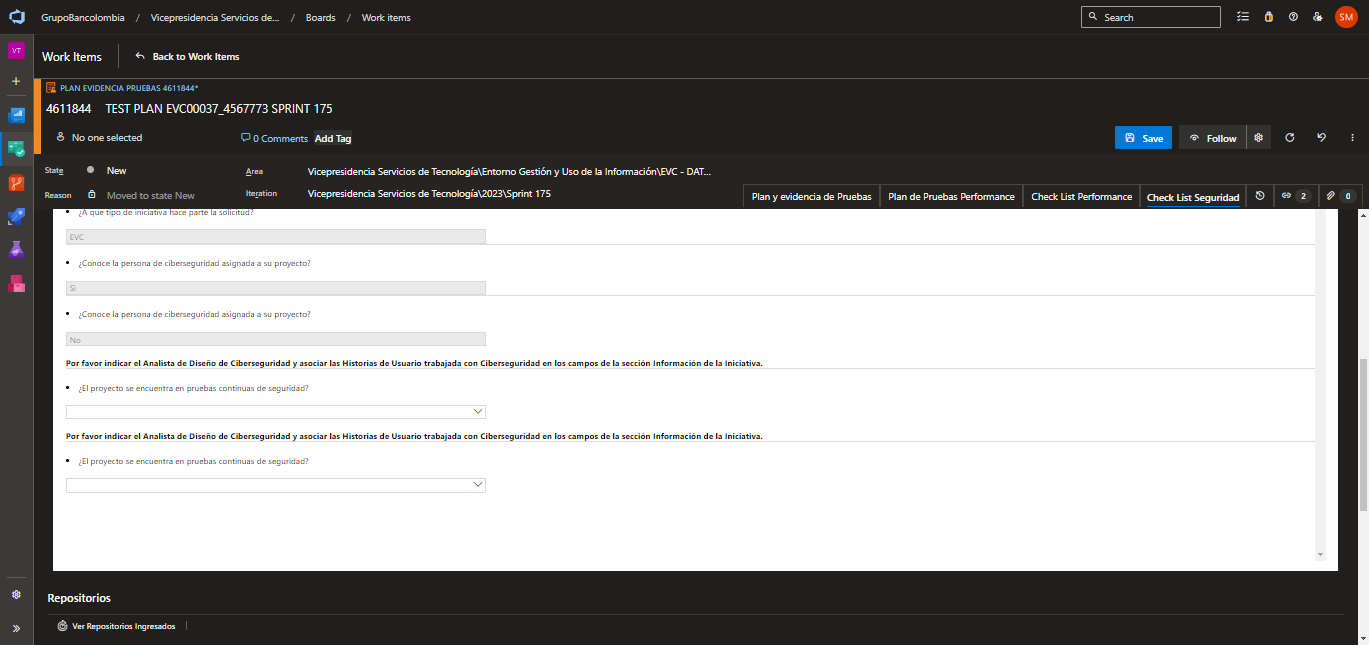 GrupoBancolombia / Vicepresidencia Servicios de... / Boards / Work items
Search
SM
VT
Work Items
Back to Work Items
PLAN EVIDENCIA PRUEBAS 4611844*
4611844 TEST PLAN EVC00037_4567773 SPRINT 175
No one selected
0 Comments
Add Tag
Save
Follow
State
New
Area
Vicepresidencia Servicios de Tecnología\Entorno Gestión y Uso de la Información\EVC - DAT...
Reason
Moved to state New
Iteration
Vicepresidencia Servicios de Tecnología\2023\Sprint 175
Plan y evidencia de Pruebas
Plan de Pruebas Performance
Check List Performance
Check List Seguridad
2
0
¿A que tipo de iniciativa hace parte la solicitud?
EVC
¿Conoce la persona de ciberseguridad asignada a su proyecto?
Si
¿Conoce la persona de ciberseguridad asignada a su proyecto?
No
Por favor indicar el Analista de Diseño de Ciberseguridad y asociar las Historias de Usuario trabajada con Ciberseguridad en los campos de la sección Información de la Iniciativa.
¿El proyecto se encuentra en pruebas continuas de seguridad?
Por favor indicar el Analista de Diseño de Ciberseguridad y asociar las Historias de Usuario trabajada con Ciberseguridad en los campos de la sección Información de la Iniciativa.
¿El proyecto se encuentra en pruebas continuas de seguridad?
Repositorios
Ver Repositorios Ingresados